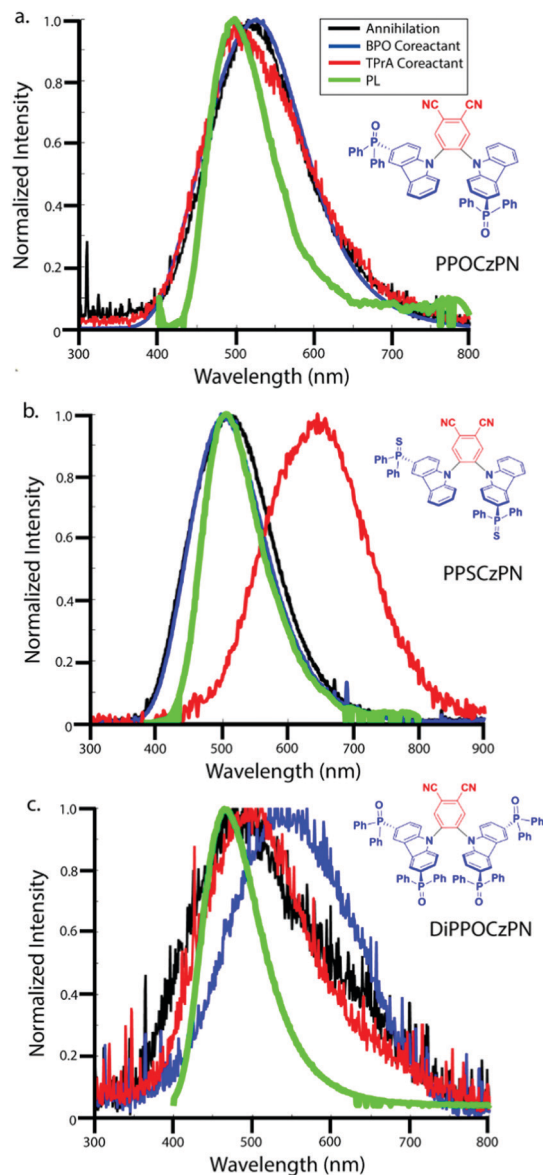 a.
Normalized Intensity
1.0
0.8
0.6
0.4
0.2
0
300 400 500 600 700 800
Wavelength (nm)
Annihilation
BPO Coreactant
TPrA Coreactant
PL
NC CN
O
Ph P Ph
N N
Ph P Ph
O
PPOCzPN
b.
Normalized Intensity
1.0
0.8
0.6
0.4
0.2
0
300 400 500 600 700 800 900
Wavelength (nm)
NC CN
S
Ph P Ph
N N
Ph P Ph
S
PPSCzPN
c.
Normalized Intensity
1.0
0.8
0.6
0.4
0.2
0
300 400 500 600 700 800
Wavelength (nm)
NC CN
O O
Ph P Ph Ph P Ph
N N
Ph P Ph Ph P Ph
O O
DiPPOCzPN